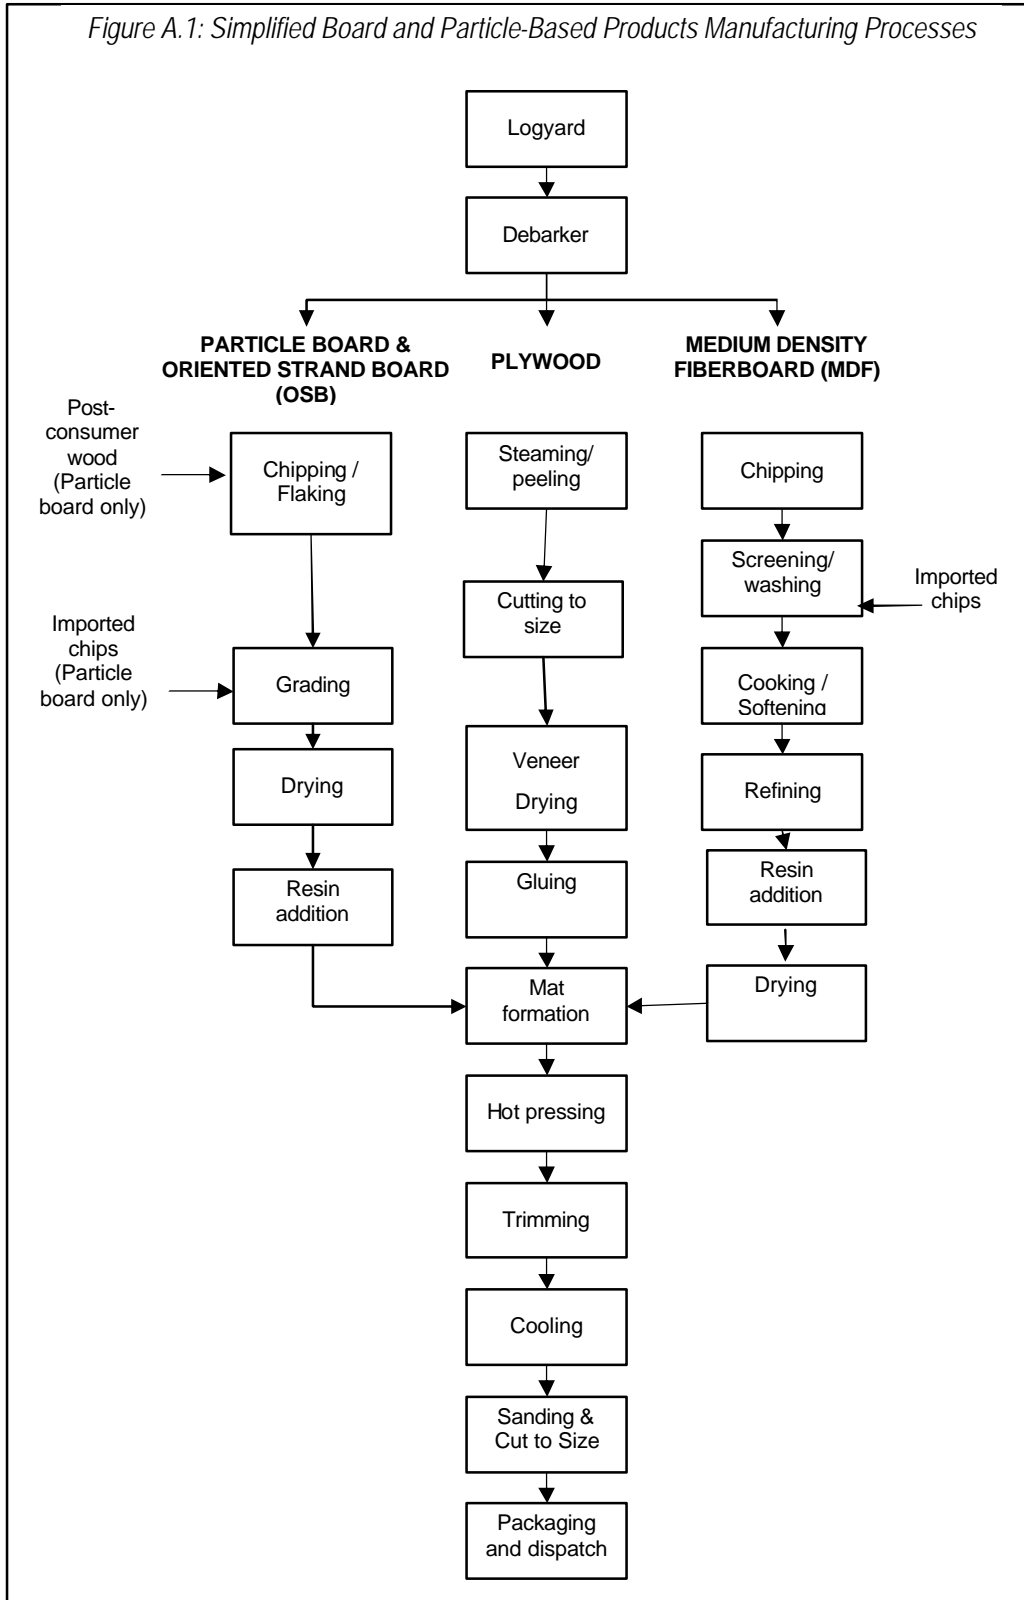 Figure A.1: Simplified Board and Particle-Based Products Manufacturing Processes
Logyard
Debarker
PARTICLE BOARD &
ORIENTED STRAND BOARD
(OSB)
PLYWOOD
MEDIUM DENSITY
FIBERBOARD (MDF)
Post-
consumer
wood
(Particle
board only)
Chipping /
Flaking
Imported
chips
(Particle
board only)
Grading
Drying
Resin
addition
Steaming/
peeling
Cutting to
size
Veneer
Drying
Gluing
Chipping
Screening/
washing
Imported
chips
Cooking /
Softening
Refining
Resin
addition
Drying
Mat
formation
Hot pressing
Trimming
Cooling
Sanding &
Cut to Size
Packaging
and dispatch